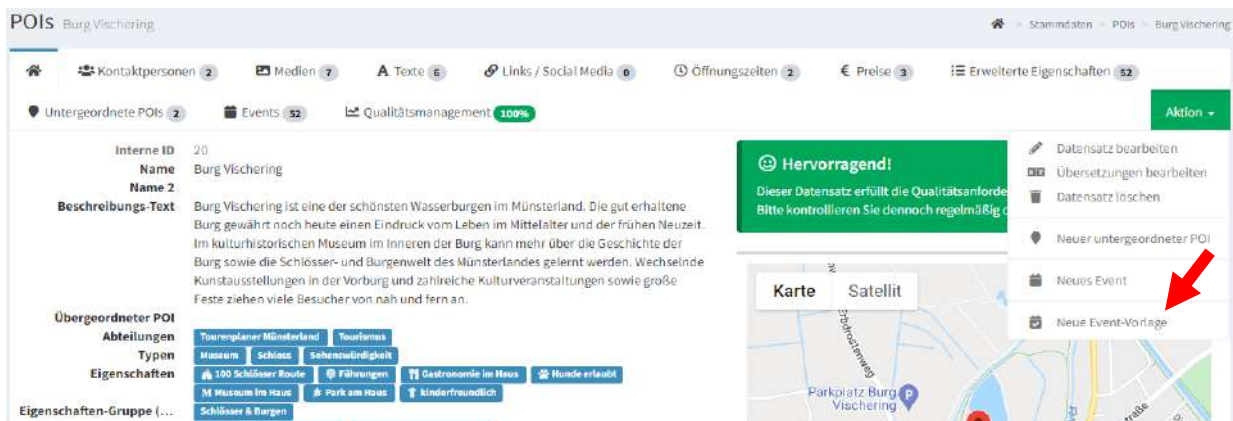 POIs Burg Vischering
Stammdaten > POIs > Burg Vischering
Kontaktpersonen 2 Medien 7 Texte 6 Links / Social Media 0 Öffnungszeiten 2 Preise 3 Erweiterte Eigenschaften 52
Untergeordnete POIs 2 Events 52 Qualitätsmanagement 100% Aktion
Interne ID 20
Name Burg Vischering
Name 2
Beschreibungs-Text Burg Vischering ist eine der schönsten Wasserburgen im Münsterland. Die gut erhaltene
Burg gewährt noch heute einen Eindruck vom Leben im Mittelalter und der frühen Neuzeit.
Im kulturhistorischen Museum im Inneren der Burg kann mehr über die Geschichte der
Burg sowie die Schlösser- und Burgenwelt des Münsterlandes gelernt werden. Wechselnde
Kunstausstellungen in der Vorburg und zahlreiche Kulturveranstaltungen sowie große
Feste ziehen viele Besucher von nah und fern an.
Übergeordneter POI
Abteilungen Tourenplaner Münsterland Tourismus
Typen Museum Schloss Sehenswürdigkeit
Eigenschaften 100 Schlösser Route Führungen Gastronomie im Haus Hunde erlaubt
Museum im Haus Park am Haus kinderfreundlich
Eigenschaften-Gruppe (... Schlösser & Burgen
Hervorragend!
Dieser Datensatz erfüllt die Qualitätsanforde
Bitte kontrollieren Sie dennoch regelmäßig d
Datensatz bearbeiten
Übersetzungen bearbeiten
Datensatz löschen
Neuer untergeordneter POI
Neues Event
Neue Event-Vorlage
Karte Satellit
Erbdrostenweg
Parkplatz Burg
Vischering